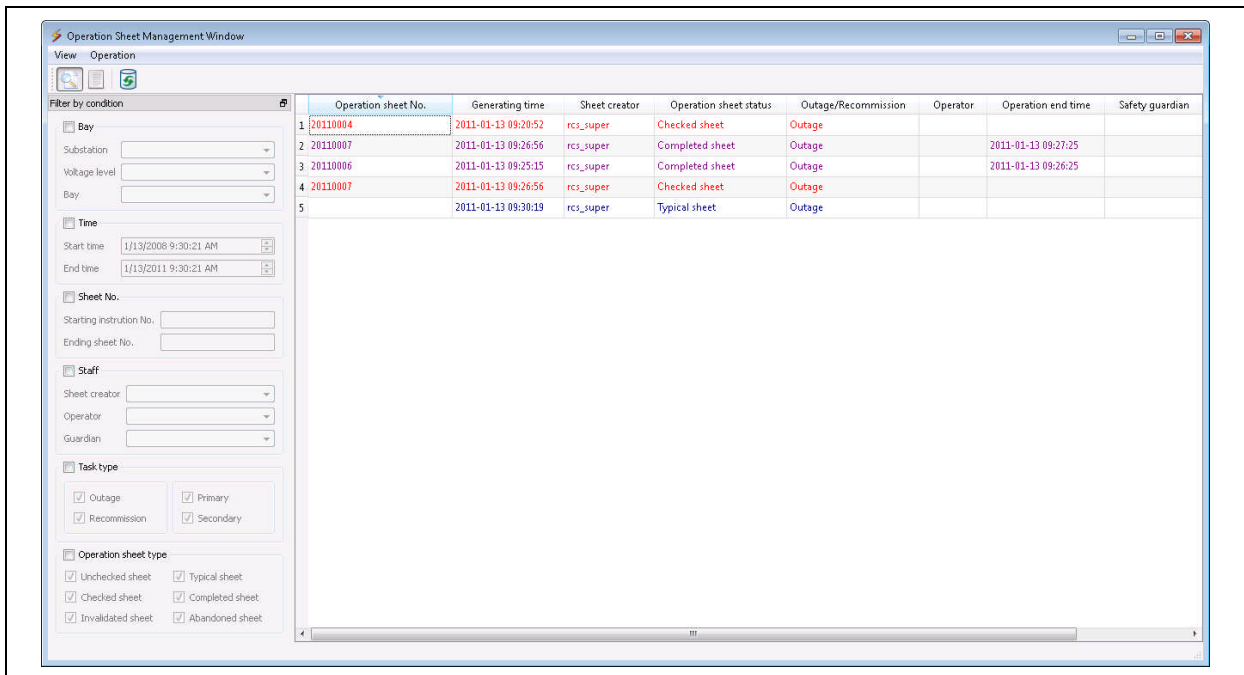 Operation Sheet Management Window
View Operation
Filter by condition
Bay
Substation
Voltage level
Bay
Time
Start time 1/13/2008 9:30:21 AM
End time 1/13/2011 9:30:21 AM
Sheet No.
Starting instrution No.
Ending sheet No.
Staff
Sheet creator
Operator
Guardian
Task type
Outage Primary
Recommission Secondary
Operation sheet type
Unchecked sheet Typical sheet
Checked sheet Completed sheet
Invalidated sheet Abandoned sheet
Operation sheet No. Generating time Sheet creator Operation sheet status Outage/Recommission Operator Operation end time Safety guardian
1 20110004 2011-01-13 09:20:52 rcs_super Checked sheet Outage
2 20110007 2011-01-13 09:26:56 rcs_super Completed sheet Outage 2011-01-13 09:27:25
3 20110006 2011-01-13 09:25:15 rcs_super Completed sheet Outage 2011-01-13 09:26:25
4 20110007 2011-01-13 09:26:56 rcs_super Checked sheet Outage
5 2011-01-13 09:30:19 rcs_super Typical sheet Outage